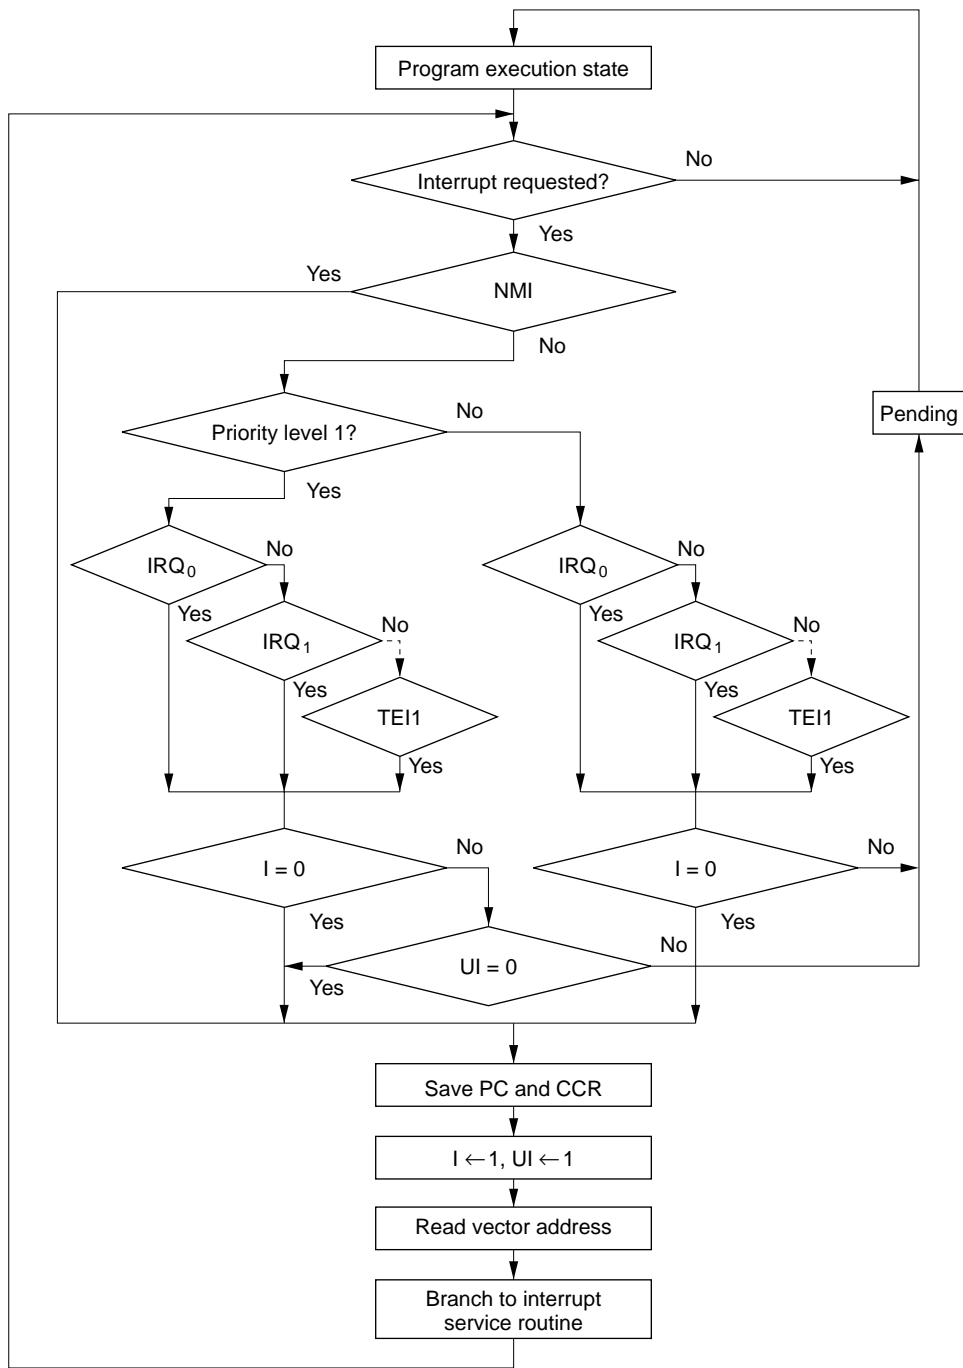 Program execution state
No
Interrupt requested?
Yes
Yes
NMI
No
No
Pending
Priority level 1?
Yes
No
No
IRQ0
IRQ0
Yes
Yes
No
No
IRQ1
IRQ1
Yes
Yes
TEI1
TEI1
Yes
Yes
No
No
I = 0
I = 0
Yes
Yes
No
UI = 0
Yes
Save PC and CCR
I ← 1, UI ← 1
Read vector address
Branch to interrupt
service routine